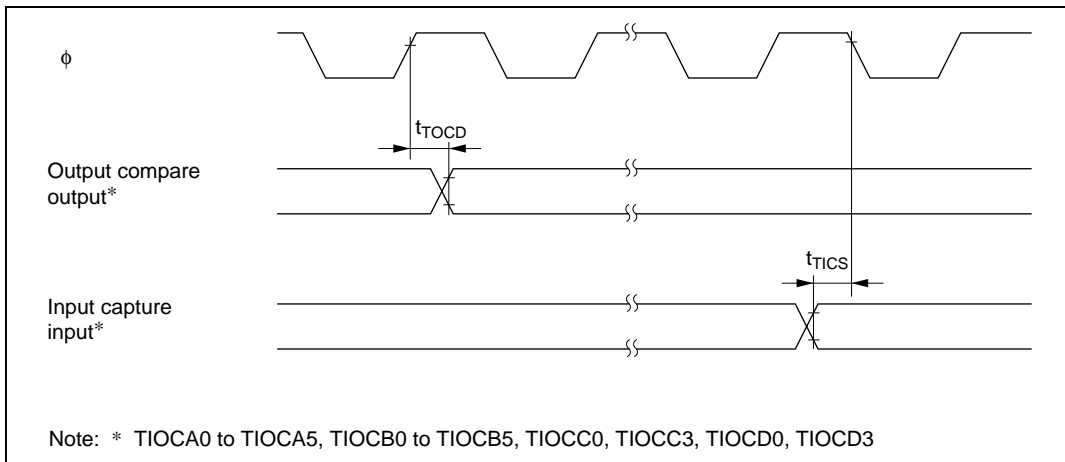 ϕ
tTOCD
Output compare
output*
tTICS
Input capture
input*
Note: * TIOCA0 to TIOCA5, TIOCB0 to TIOCB5, TIOCC0, TIOCC3, TIOCD0, TIOCD3